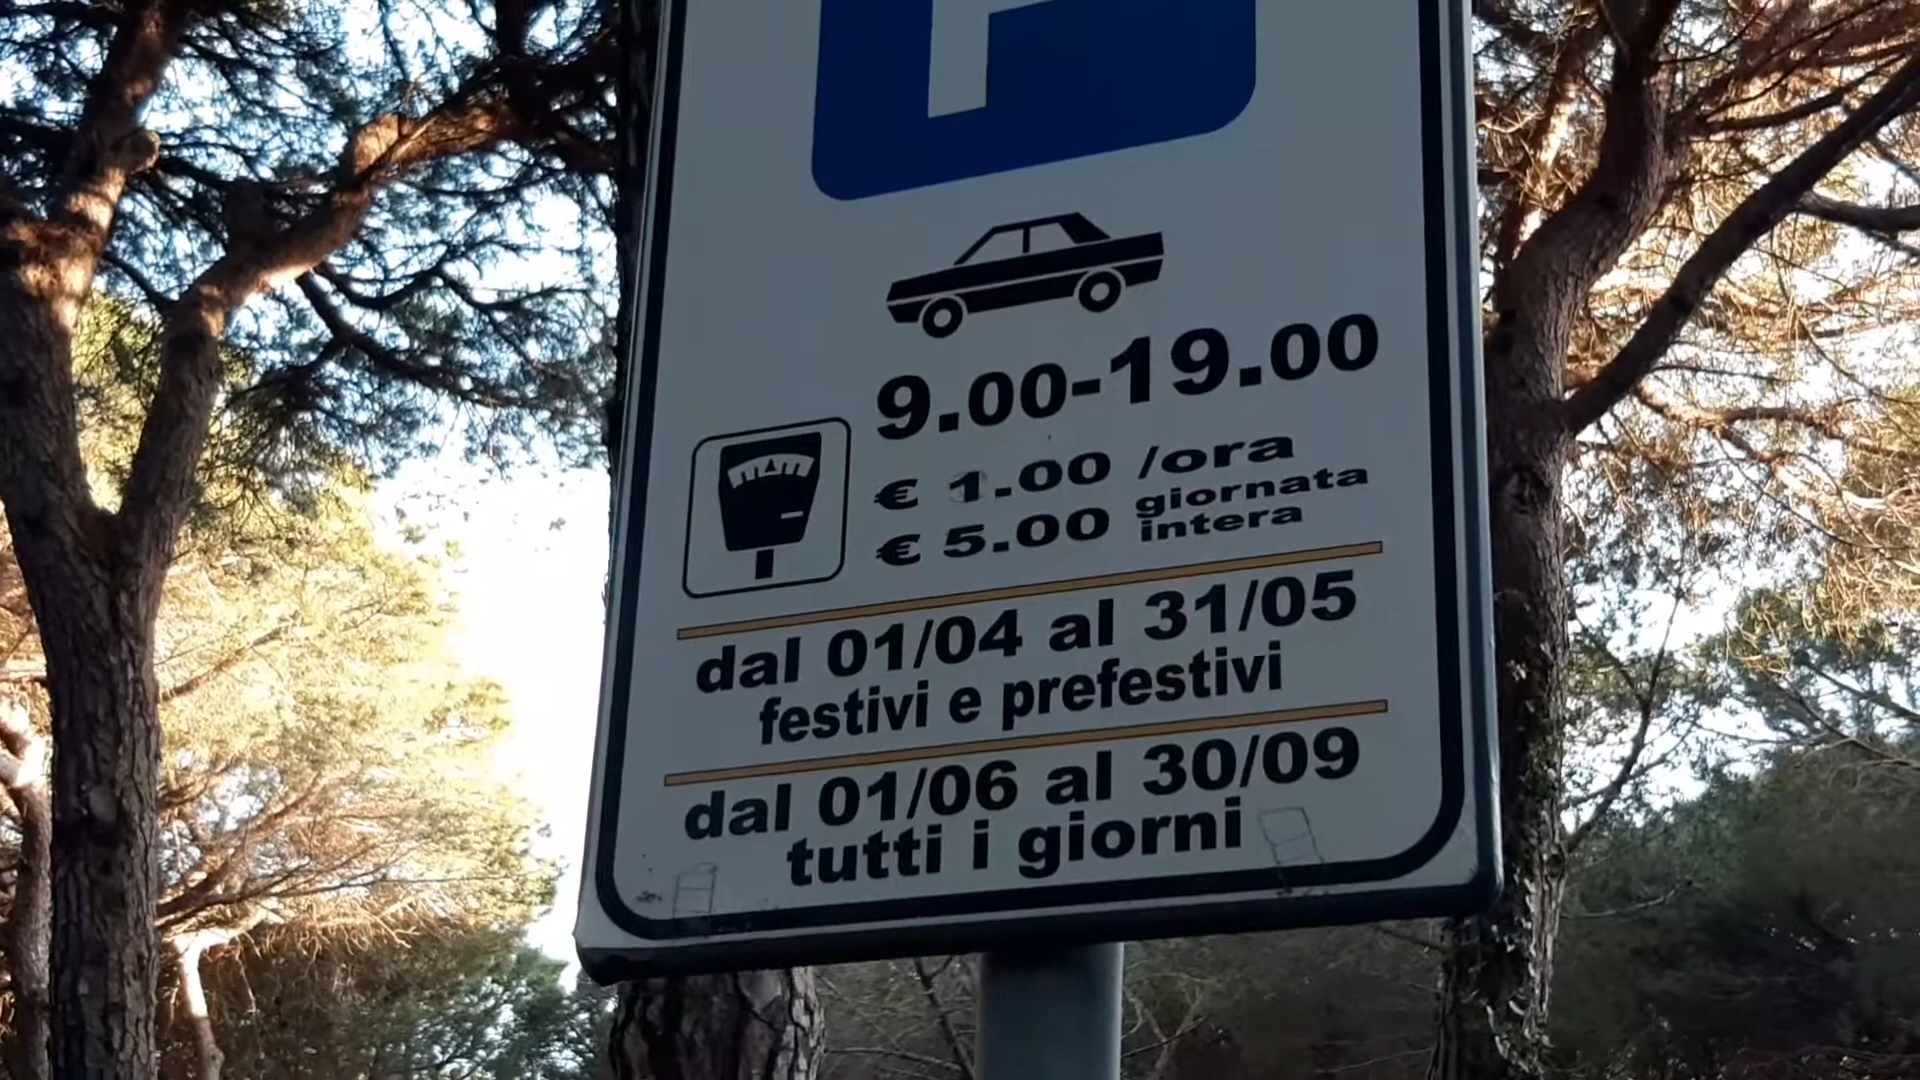 P
9.00-19.00
€ 1.00 /ora
€ 5.00 giornata
intera
dal 01/04 al 31/05
festivi e prefestivi
dal 01/06 al 30/09
tutti i giorni